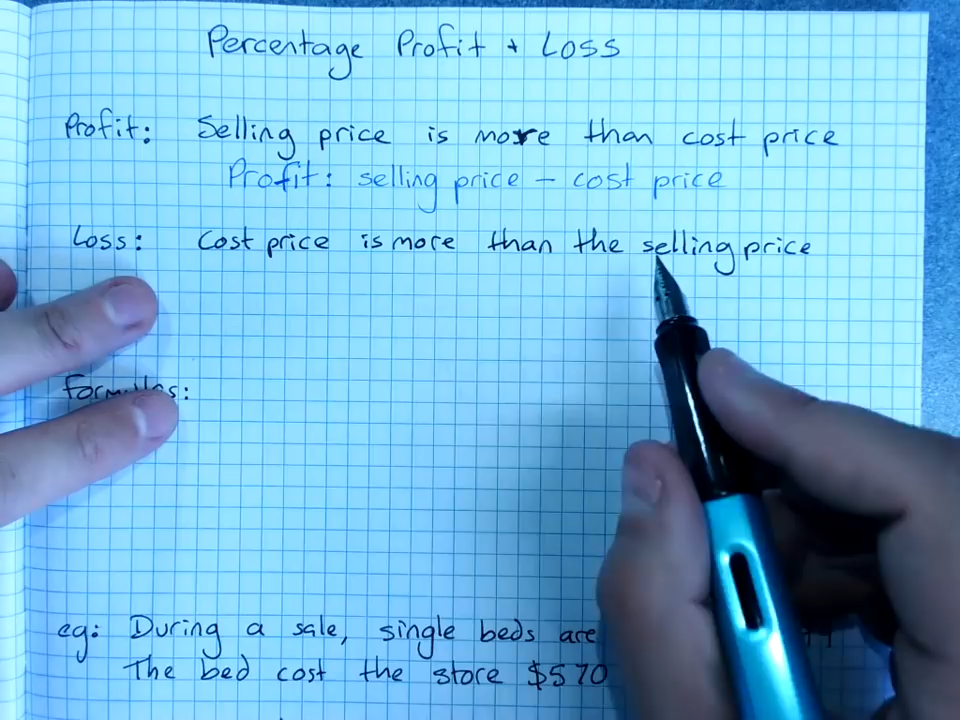 Percentage Profit + Loss
Profit: Selling price is more than cost price
Profit: selling price – cost price
Loss: Cost price is more than the selling price
Formulas:
eg: During a sale, single beds are
The bed cost the store $570